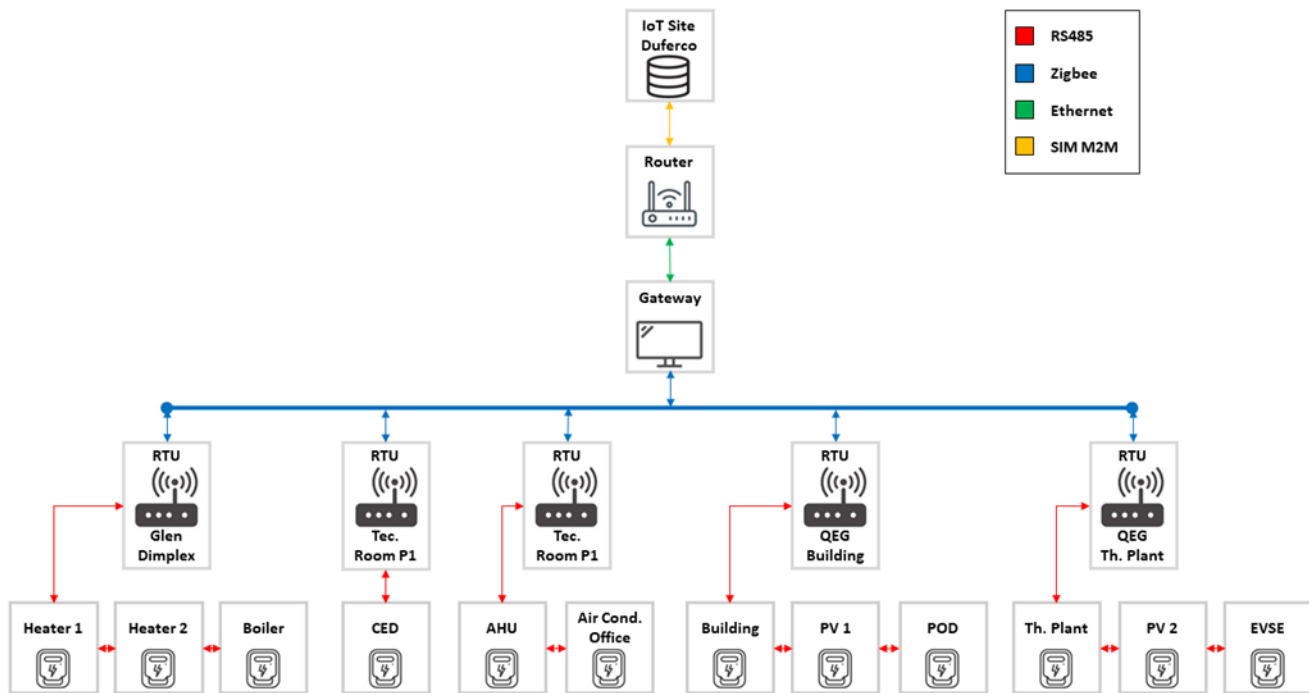 IoT Site
Duferco
RS485
Zigbee
Ethernet
SIM M2M
Router
Gateway
RTU
Glen
Dimplex
RTU
Tec.
Room P1
RTU
Tec.
Room P1
RTU
QEG
Building
RTU
QEG
Th. Plant
Heater 1
Heater 2
Boiler
CED
AHU
Air Cond.
Office
Building
PV 1
POD
Th. Plant
PV 2
EVSE